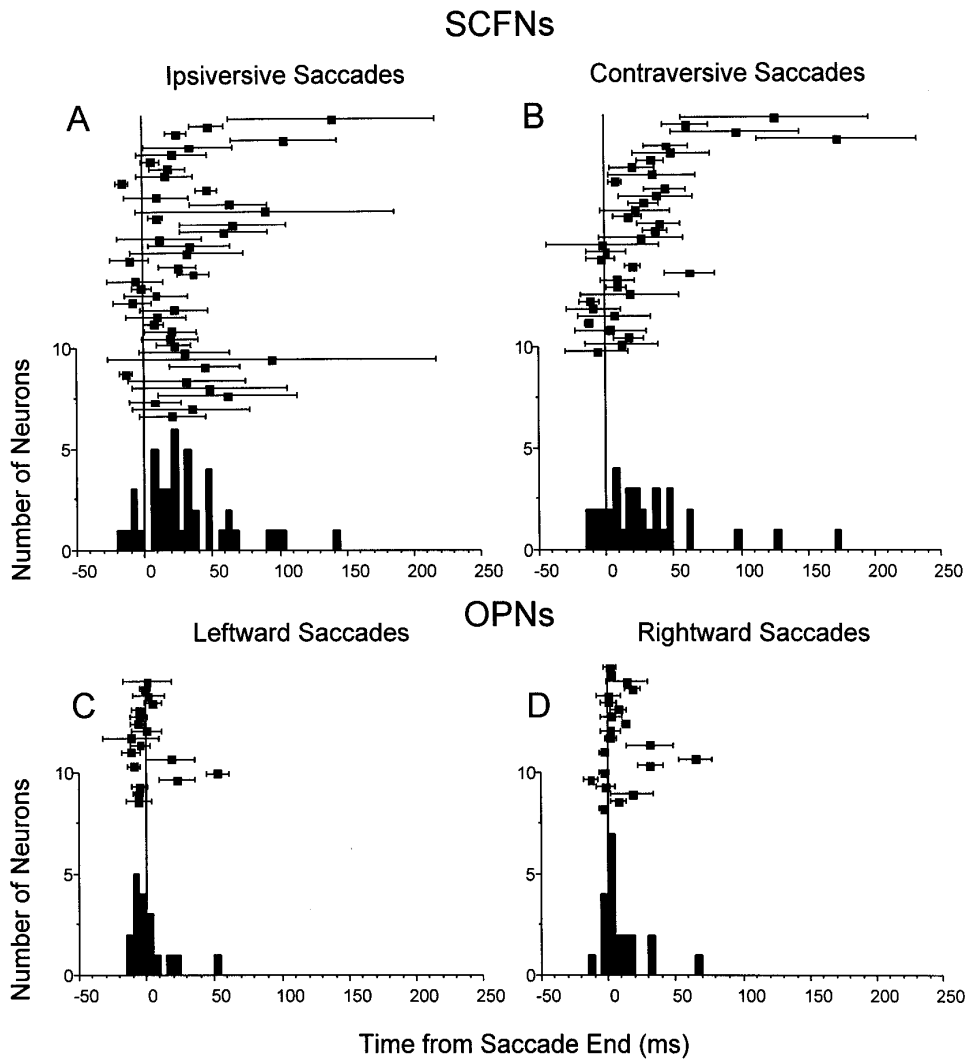 SCFNs
Ipsiversive Saccades
Contraversive Saccades
A
B
Number of Neurons
10
5
0
-50 0 50 100 150 200 250
10
5
0
-50 0 50 100 150 200 250
OPNs
Leftward Saccades
Rightward Saccades
C
D
Number of Neurons
10
5
0
-50 0 50 100 150 200 250
10
5
0
-50 0 50 100 150 200 250
Time from Saccade End (ms)